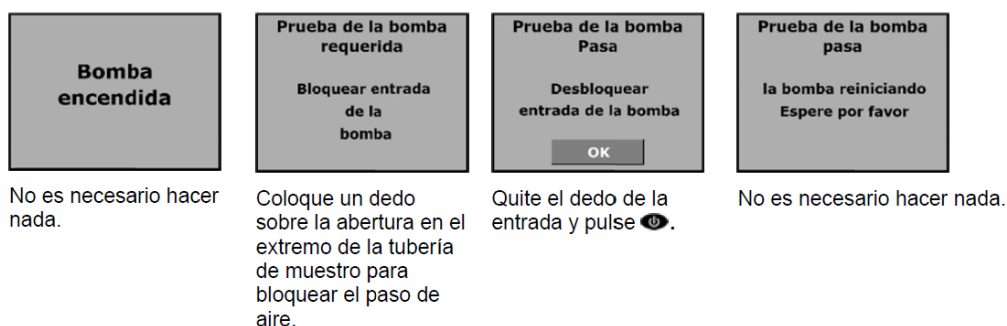 Bomba
encendida
No es necesario hacer
nada.
Prueba de la bomba
requerida
Bloquear entrada
de la
bomba
Coloque un dedo
sobre la abertura en el
extremo de la tubería
de muestro para
bloquear el paso de
aire.
Prueba de la bomba
Pasa
Desbloquear
entrada de la bomba
OK
Quite el dedo de la
entrada y pulse .
Prueba de la bomba
pasa
la bomba reiniciando
Espere por favor
No es necesario hacer nada.